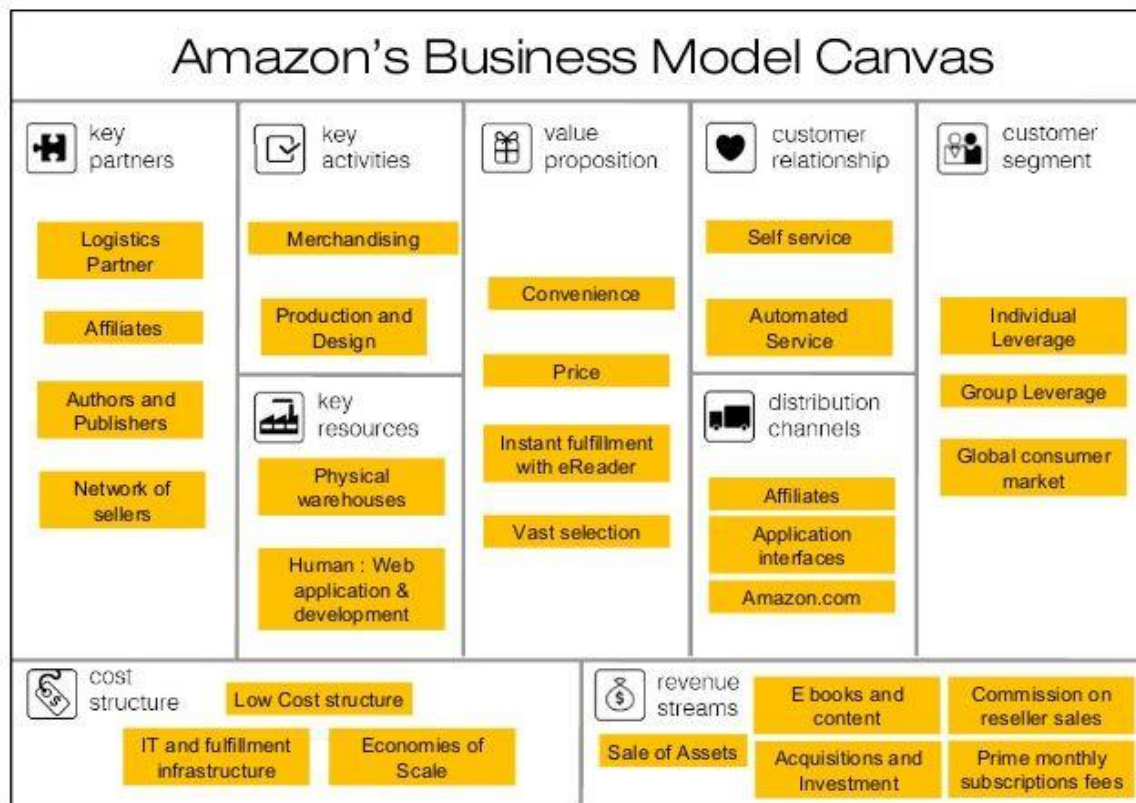 Amazon's Business Model Canvas
key
partners
Logistics
Partner
Affiliates
Authors and
Publishers
Network of
sellers
key
activities
Merchandising
Production and
Design
key
resources
Physical
warehouses
Human : Web
application &
development
value
proposition
Convenience
Price
Instant fulfillment
with eReader
Vast selection
customer
relationship
Self service
Automated
Service
distribution
channels
Affiliates
Application
interfaces
Amazon.com
customer
segment
Individual
Leverage
Group Leverage
Global consumer
market
cost
structure
Low Cost structure
IT and fulfillment
infrastructure
Economies of
Scale
revenue
streams
Sale of Assets
E books and
content
Acquisitions and
Investment
Commission on
reseller sales
Prime monthly
subscriptions fees